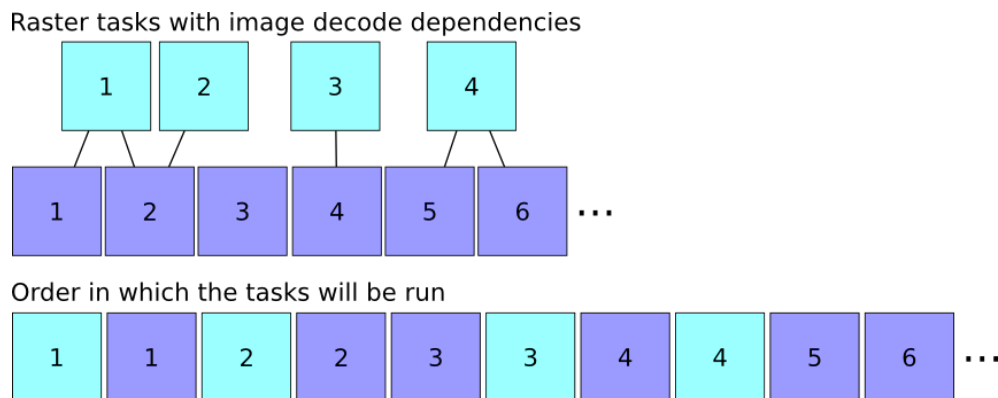 Raster tasks with image decode dependencies
1 2 3 4
1 2 3 4 5 6 ...
Order in which the tasks will be run
1 1 2 2 3 3 4 4 5 6 ...